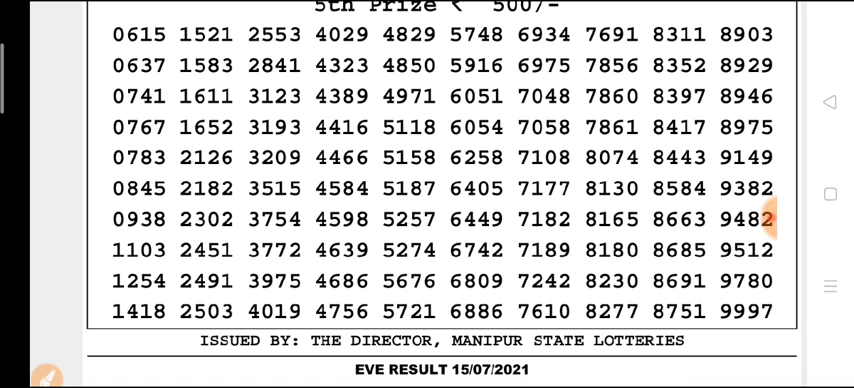 5th Prize ₹ 500/-
0615 1521 2553 4029 4829 5748 6934 7691 8311 8903
0637 1583 2841 4323 4850 5916 6975 7856 8352 8929
0741 1611 3123 4389 4971 6051 7048 7860 8397 8946
0767 1652 3193 4416 5118 6054 7058 7861 8417 8975
0783 2126 3209 4466 5158 6258 7108 8074 8443 9149
0845 2182 3515 4584 5187 6405 7177 8130 8584 9382
0938 2302 3754 4598 5257 6449 7182 8165 8663 9482
1103 2451 3772 4639 5274 6742 7189 8180 8685 9512
1254 2491 3975 4686 5676 6809 7242 8230 8691 9780
1418 2503 4019 4756 5721 6886 7610 8277 8751 9997
ISSUED BY: THE DIRECTOR, MANIPUR STATE LOTTERIES
EVE RESULT 15/07/2021